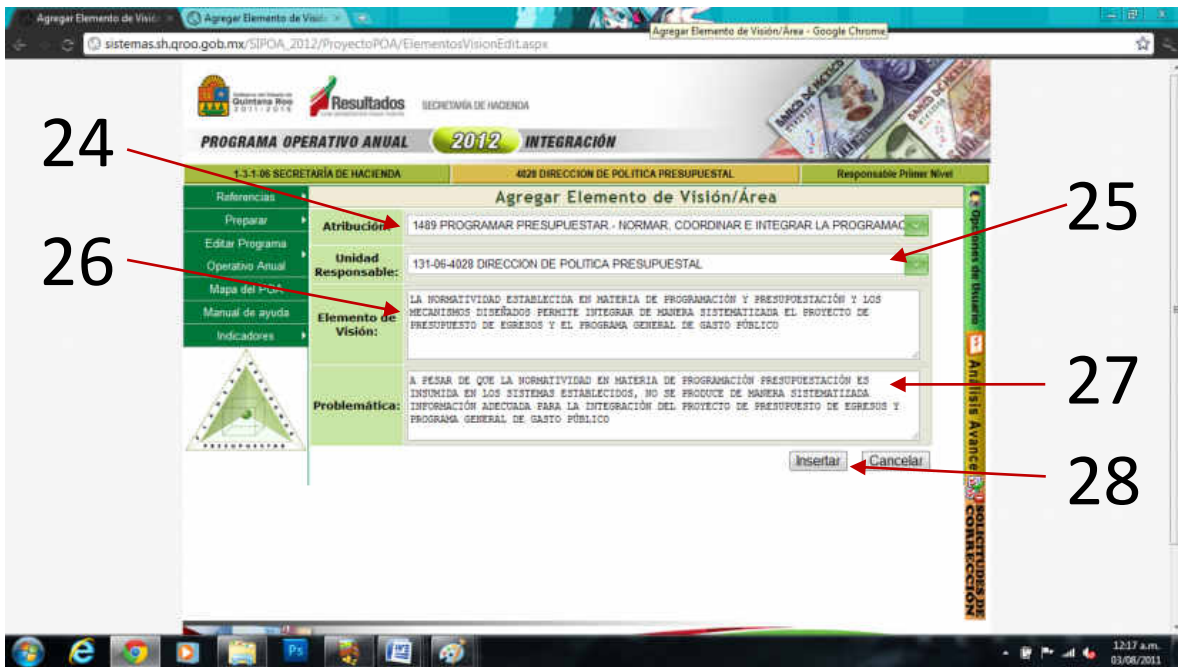 Agregar Elemento de Visió
Agregar Elemento de Visió
Agregar Elemento de Visión/Área - Google Chrome
sistemas.sh.qroo.gob.mx/SIPOA_2012/ProyectoPOA/ElementosVisionEdit.aspx
Quintana Roo
2011-2016
Resultados
SECRETARÍA DE HACIENDA
BANCO DE MEXICO
PROGRAMA OPERATIVO ANUAL 2012 INTEGRACIÓN
1-3-1-06 SECRETARÍA DE HACIENDA
4028 DIRECCION DE POLITICA PRESUPUESTAL
Responsable Primer Nivel
Referencias
Preparar
Editar Programa
Operativo Anual
Mapa del POA
Manual de ayuda
Indicadores
PRESUPUESTAR
Agregar Elemento de Visión/Área
Atribución:
1489 PROGRAMAR PRESUPUESTAR.- NORMAR, COORDINAR E INTEGRAR LA PROGRAMAC
Unidad
Responsable:
131-06-4028 DIRECCION DE POLITICA PRESUPUESTAL
Elemento de
Visión:
LA NORMATIVIDAD ESTABLECIDA EN MATERIA DE PROGRAMACIÓN Y PRESUPUESTACIÓN Y LOS
MECANISMOS DISEÑADOS PERMITE INTEGRAR DE MANERA SISTEMATIZADA EL PROYECTO DE
PRESUPUESTO DE EGRESOS Y EL PROGRAMA GENERAL DE GASTO PÚBLICO
Problemática:
A PESAR DE QUE LA NORMATIVIDAD EN MATERIA DE PROGRAMACIÓN PRESUPUESTACIÓN ES
INSUMIDA EN LOS SISTEMAS ESTABLECIDOS, NO SE PRODUCE DE MANERA SISTEMATIZADA
INFORMACIÓN ADECUADA PARA LA INTEGRACIÓN DEL PROYECTO DE PRESUPUESTO DE EGRESOS Y
PROGRAMA GENERAL DE GASTO PÚBLICO
Insertar
Cancelar
Opciones de Usuario
Análisis Avance
SOLICITUDES DE
CORRECCIÓN
24
25
26
27
28
Ps
12:17 a.m.
03/08/2011